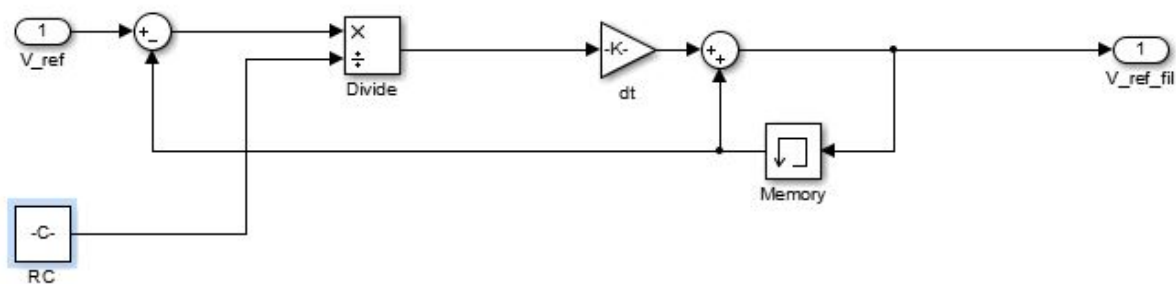 1
V_ref
+
-
×
÷
Divide
-K-
dt
+
+
1
V_ref_fil
Memory
-C-
RC